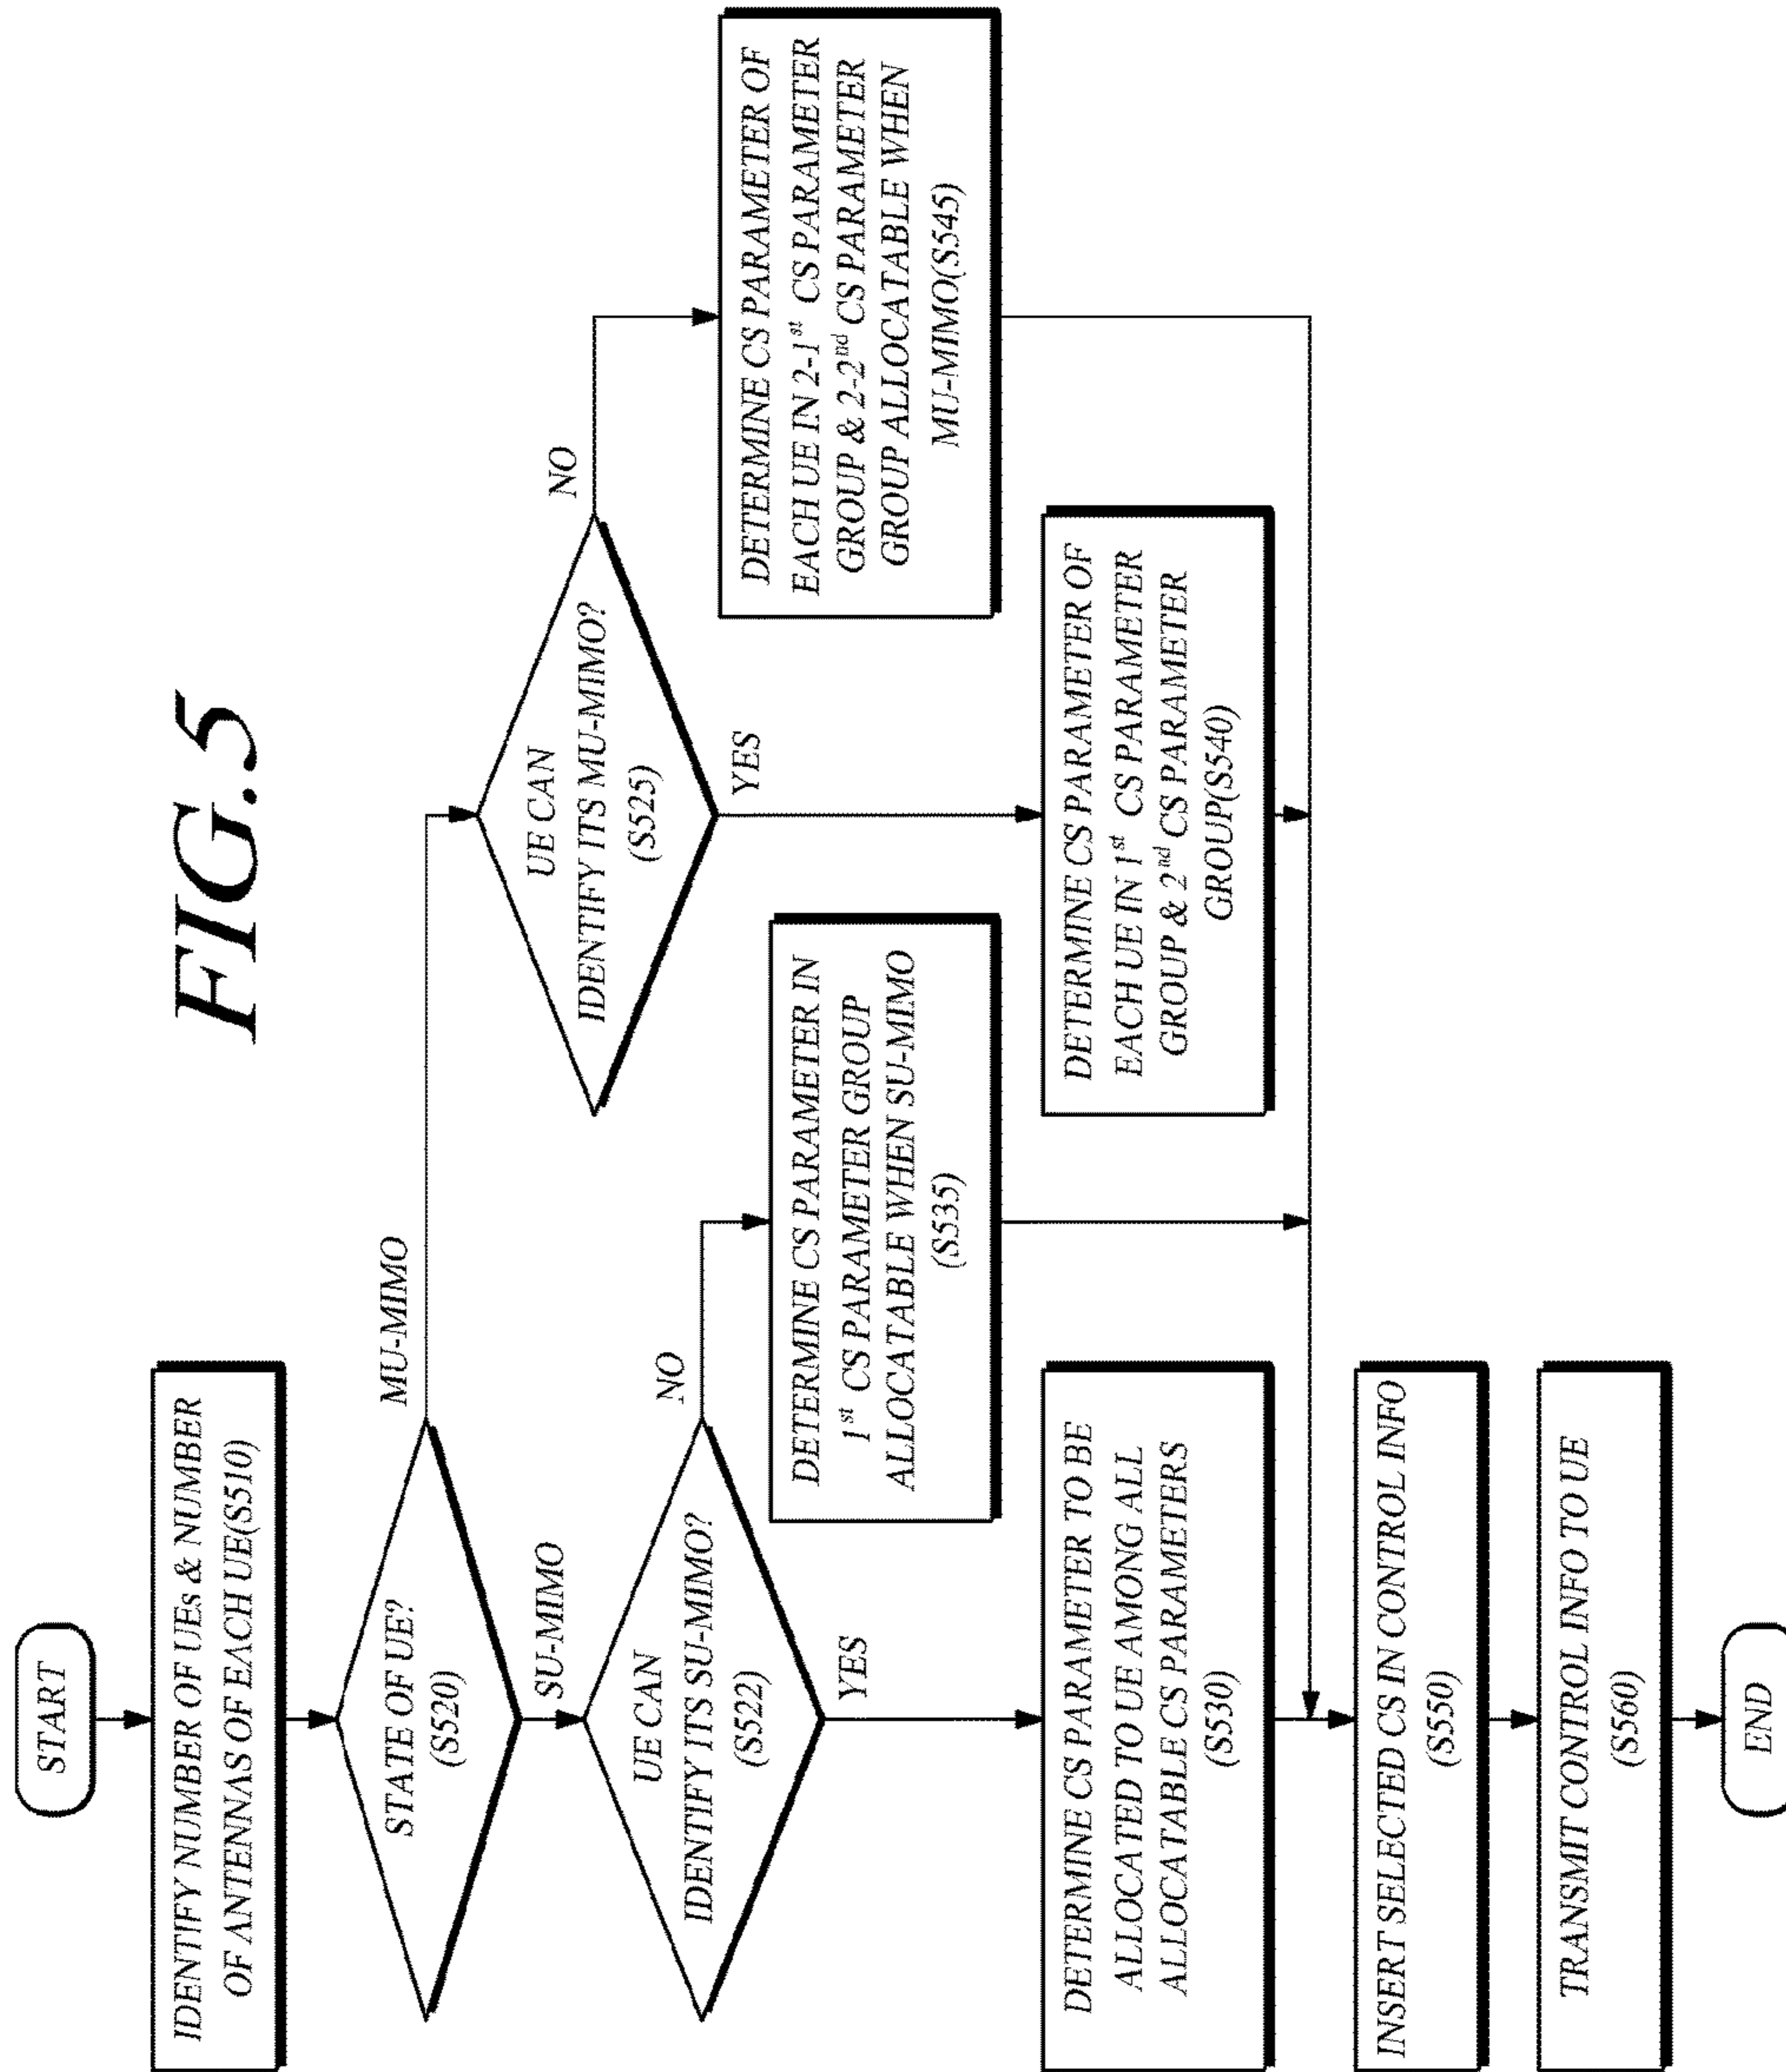 FIG.5
START
IDENTIFY NUMBER OF UEs & NUMBER
OF ANTENNAS OF EACH UE(S510)
STATE OF UE?
(S520)
MU-MIMO
SU-MIMO
UE CAN
IDENTIFY ITS SU-MIMO?
(S522)
NO
YES
UE CAN
IDENTIFY ITS MU-MIMO?
(S525)
NO
YES
DETERMINE CS PARAMETER TO BE
ALLOCATED TO UE AMONG ALL
ALLOCATABLE CS PARAMETERS
(S530)
DETERMINE CS PARAMETER IN
1st CS PARAMETER GROUP
ALLOCATABLE WHEN SU-MIMO
(S535)
DETERMINE CS PARAMETER OF
EACH UE IN 1st CS PARAMETER
GROUP & 2nd CS PARAMETER
GROUP(S540)
DETERMINE CS PARAMETER OF
EACH UE IN 2-1st CS PARAMETER
GROUP & 2-2nd CS PARAMETER
GROUP ALLOCATABLE WHEN
MU-MIMO(S545)
INSERT SELECTED CS IN CONTROL INFO
(S550)
TRANSMIT CONTROL INFO TO UE
(S560)
END